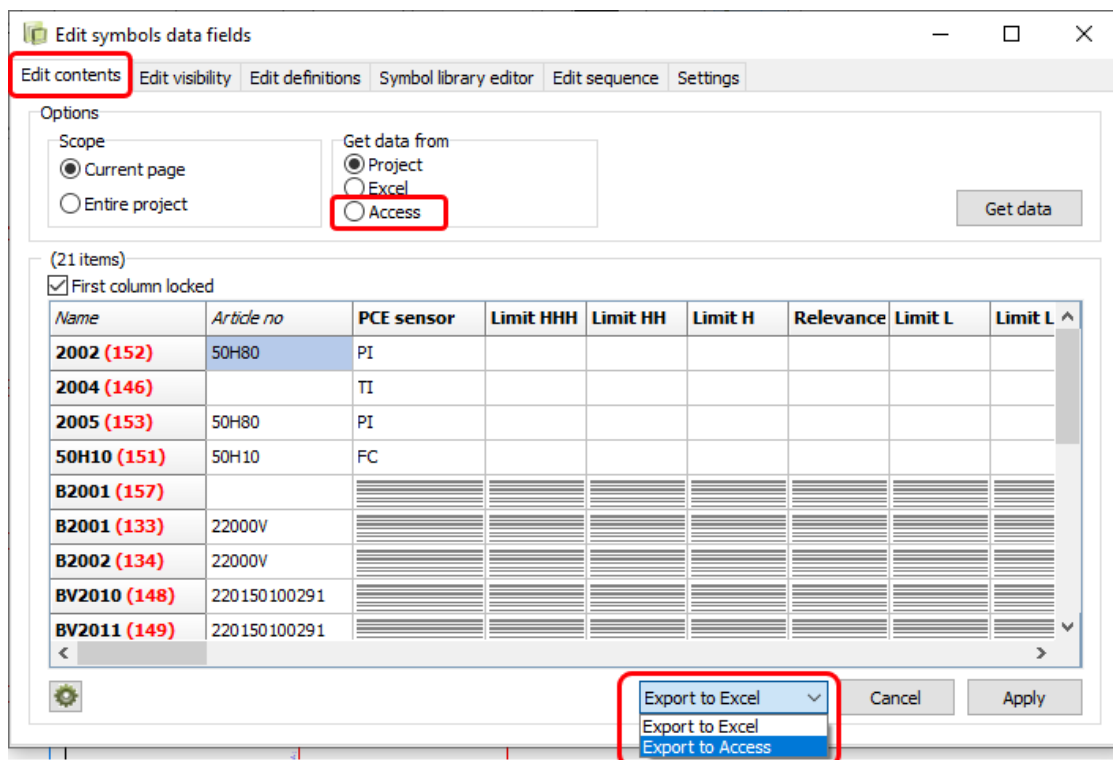 Edit symbols data fields
Edit contents Edit visibility Edit definitions Symbol library editor Edit sequence Settings
Options
Scope
Current page
Entire project
Get data from
Project
Excel
Access
Get data
(21 items)
First column locked
Name Article no PCE sensor Limit HHH Limit HH Limit H Relevance Limit L Limit L
2002 (152) 50H80 PI
2004 (146) TI
2005 (153) 50H80 PI
50H10 (151) 50H10 FC
B2001 (157)
B2001 (133) 22000V
B2002 (134) 22000V
BV2010 (148) 220150100291
BV2011 (149) 220150100291
Export to Excel Cancel Apply
Export to Excel
Export to Access